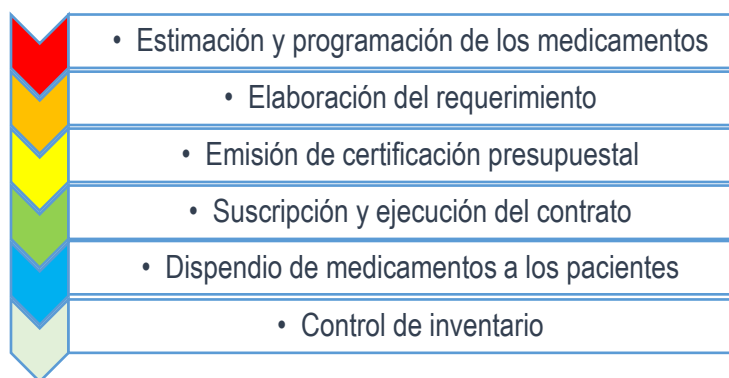 • Estimación y programación de los medicamentos
• Elaboración del requerimiento
• Emisión de certificación presupuestal
• Suscripción y ejecución del contrato
• Dispendio de medicamentos a los pacientes
• Control de inventario